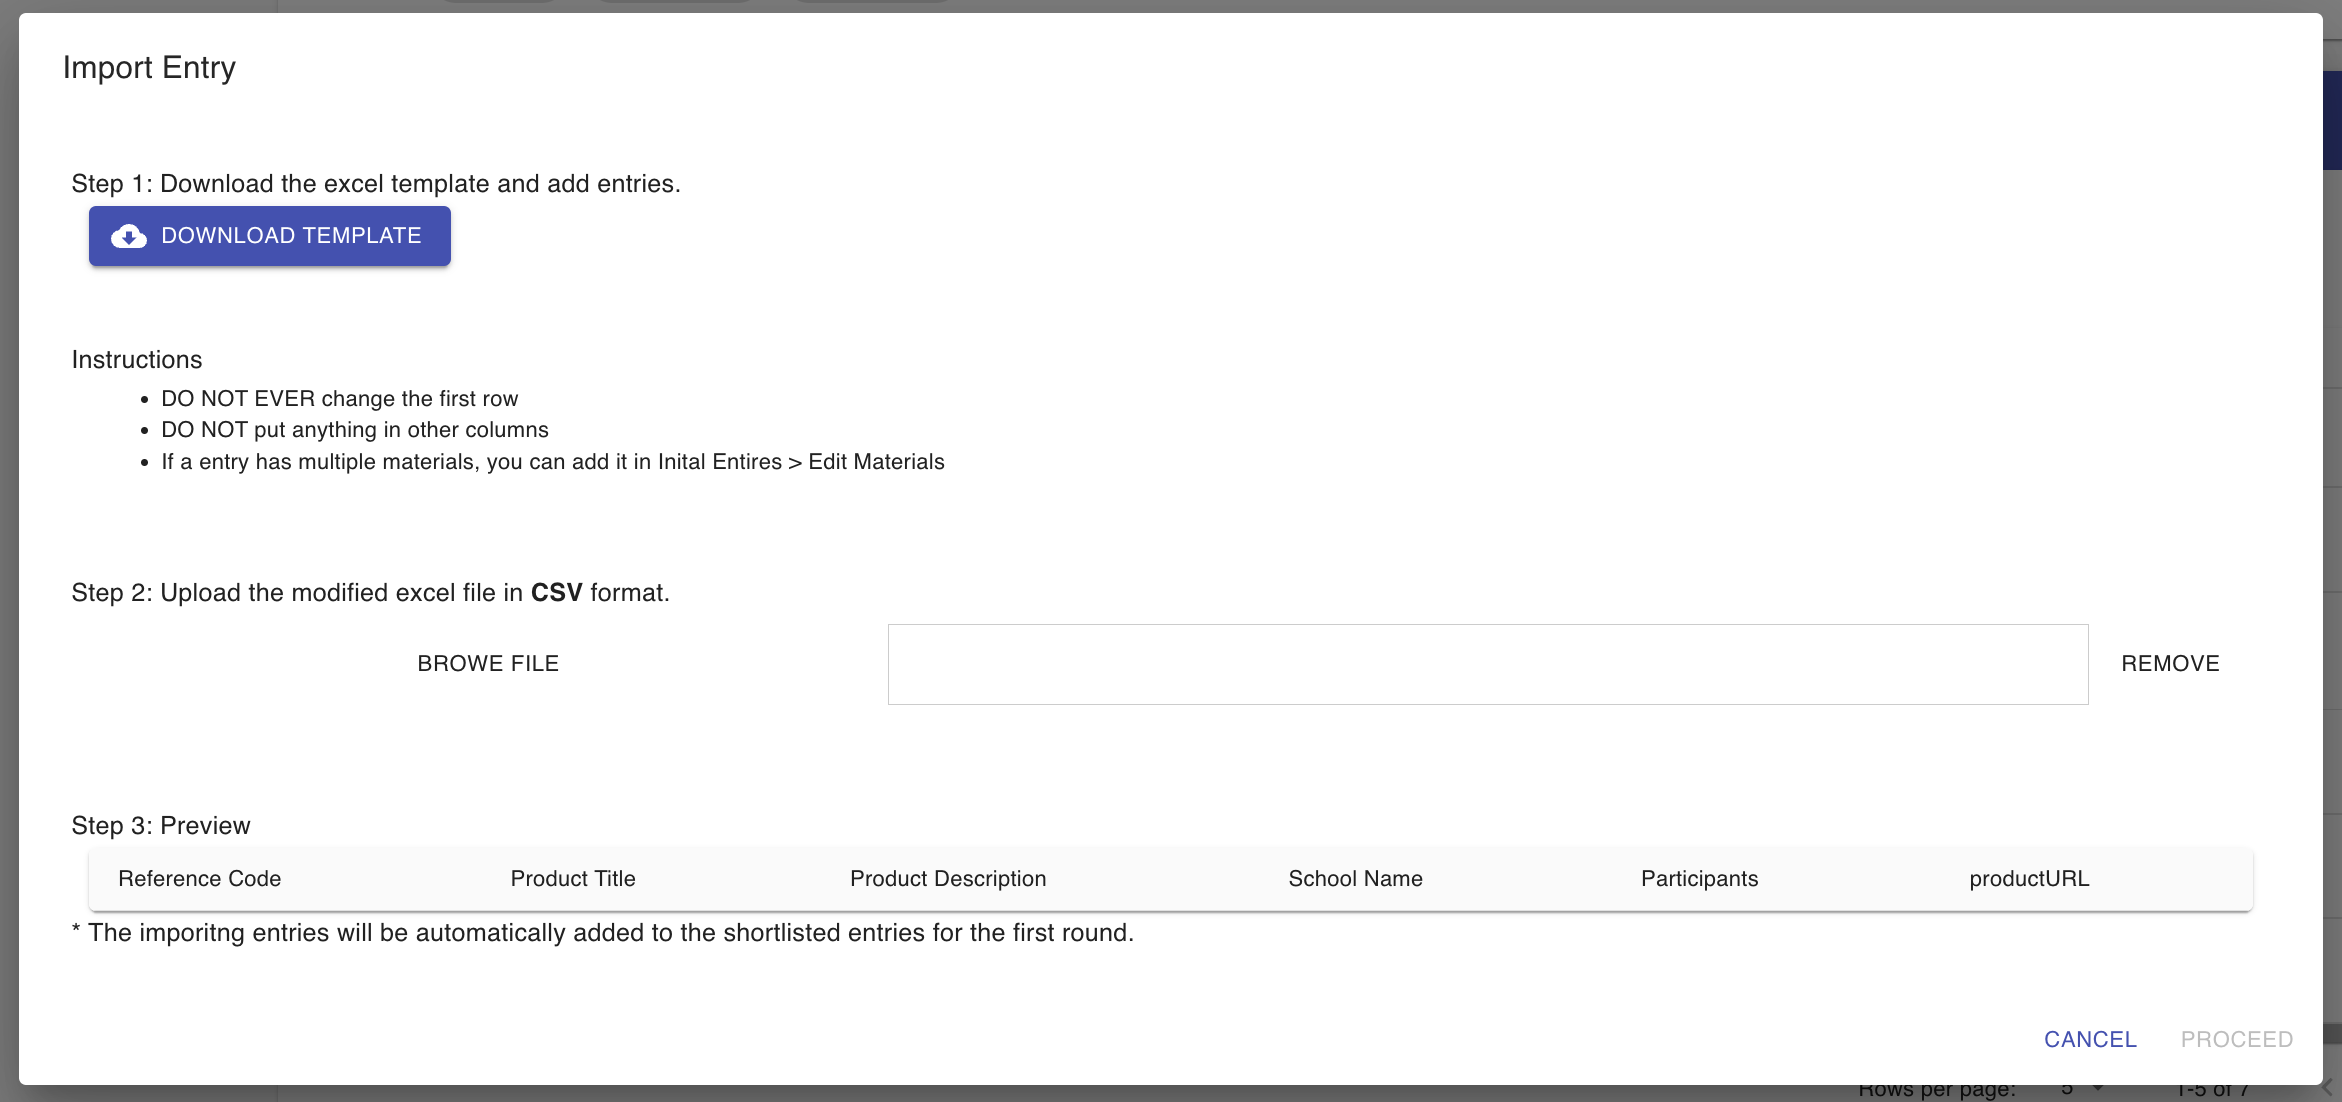 Import Entry
Step 1: Download the excel template and add entries.
DOWNLOAD TEMPLATE
Instructions
• DO NOT EVER change the first row
• DO NOT put anything in other columns
• If a entry has multiple materials, you can add it in Inital Entires > Edit Materials
Step 2: Upload the modified excel file in CSV format.
BROWE FILE REMOVE
Step 3: Preview
Reference Code Product Title Product Description School Name Participants productURL
* The imporitng entries will be automatically added to the shortlisted entries for the first round.
CANCEL PROCEED
Rows per page: 5 1-5 of 7